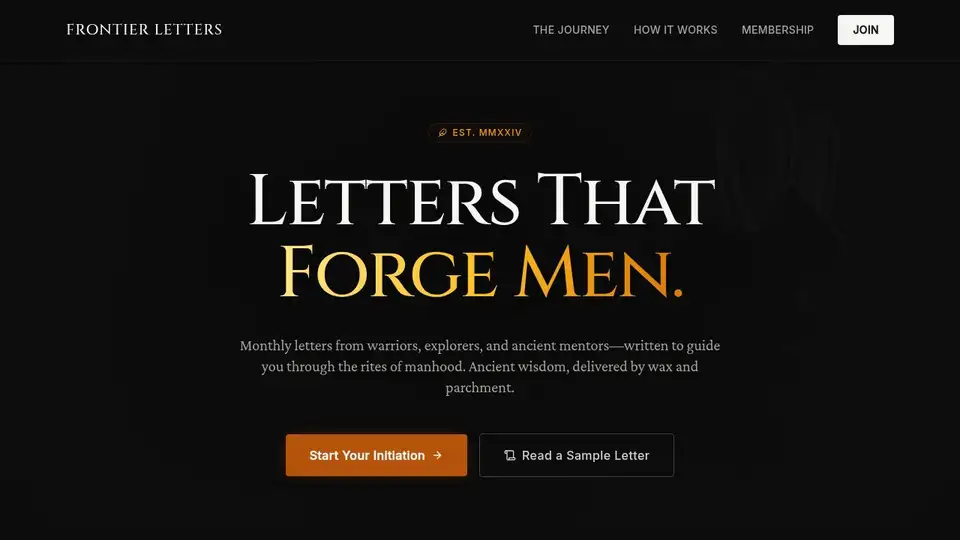 FRONTIER LETTERS
THE JOURNEY
HOW IT WORKS
MEMBERSHIP
JOIN
EST. MMXXIV
LETTERS THAT
FORGE MEN.
Monthly letters from warriors, explorers, and ancient mentors—written to guide
you through the rites of manhood. Ancient wisdom, delivered by wax and
parchment.
Start Your Initiation →
Read a Sample Letter